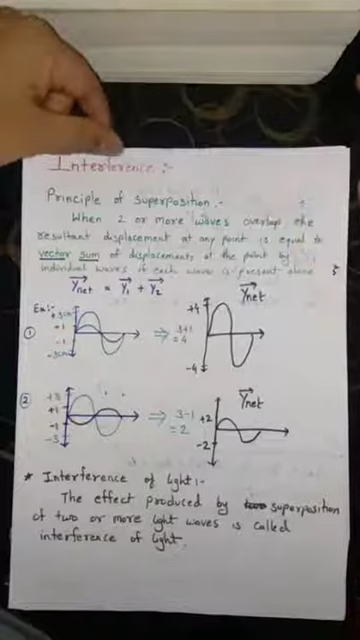 Interference :-
Principle of superposition :-
When 2 or more waves overlap the
resultant displacement at any point is equal to
vector sum of displacements at the point by
individual waves if each wave is present alone
Ynet = Y1 + Y2
Ex:-
①
+3cm
+1
-1
-3cm
⇒ 3+1
= 4
Ynet
+4
-4
②
+3
+1
-1
-3
⇒ 3-1
= 2
Ynet
+2
-2
* Interference of light :-
The effect produced by superposition
of two or more light waves is called
interference of light.